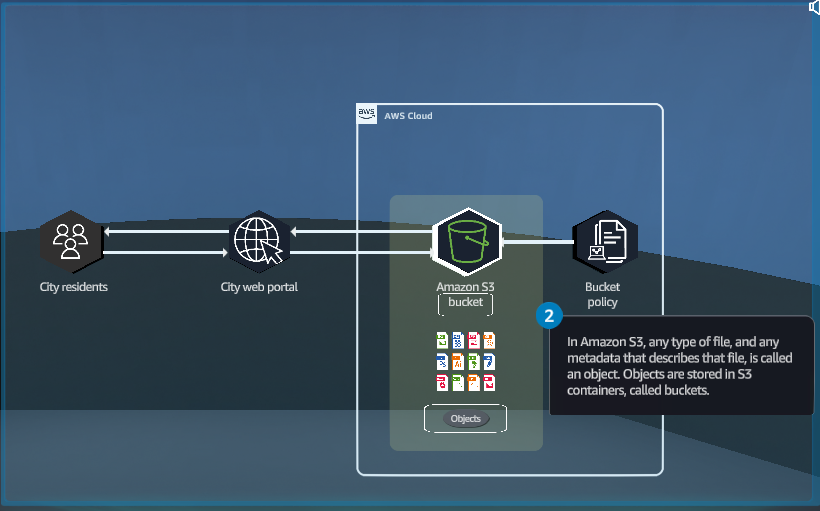 aws
AWS Cloud
City residents
City web portal
Amazon S3
bucket
Bucket
policy
2
In Amazon S3, any type of file, and any
metadata that describes that file, is called
an object. Objects are stored in S3
containers, called buckets.
Ai
Objects